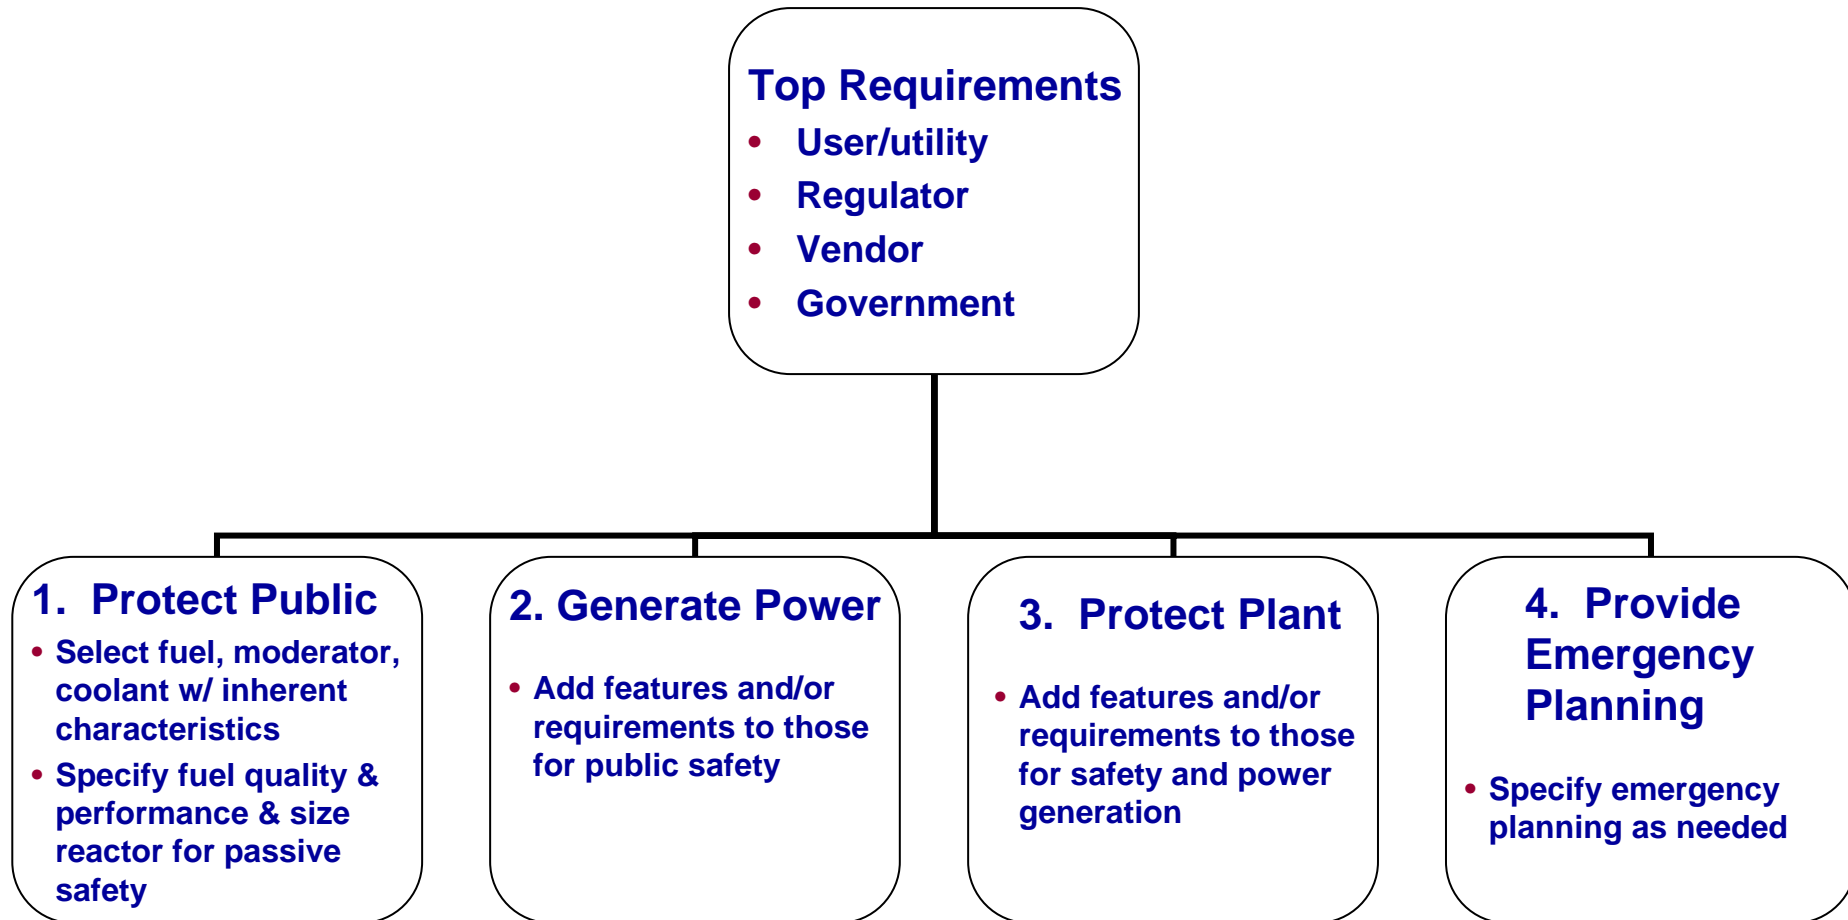 Top Requirements
• User/utility
• Regulator
• Vendor
• Government
1. Protect Public
• Select fuel, moderator,
coolant w/ inherent
characteristics
• Specify fuel quality &
performance & size
reactor for passive
safety
2. Generate Power
• Add features and/or
requirements to those
for public safety
3. Protect Plant
• Add features and/or
requirements to those
for safety and power
generation
4. Provide
Emergency
Planning
• Specify emergency
planning as needed